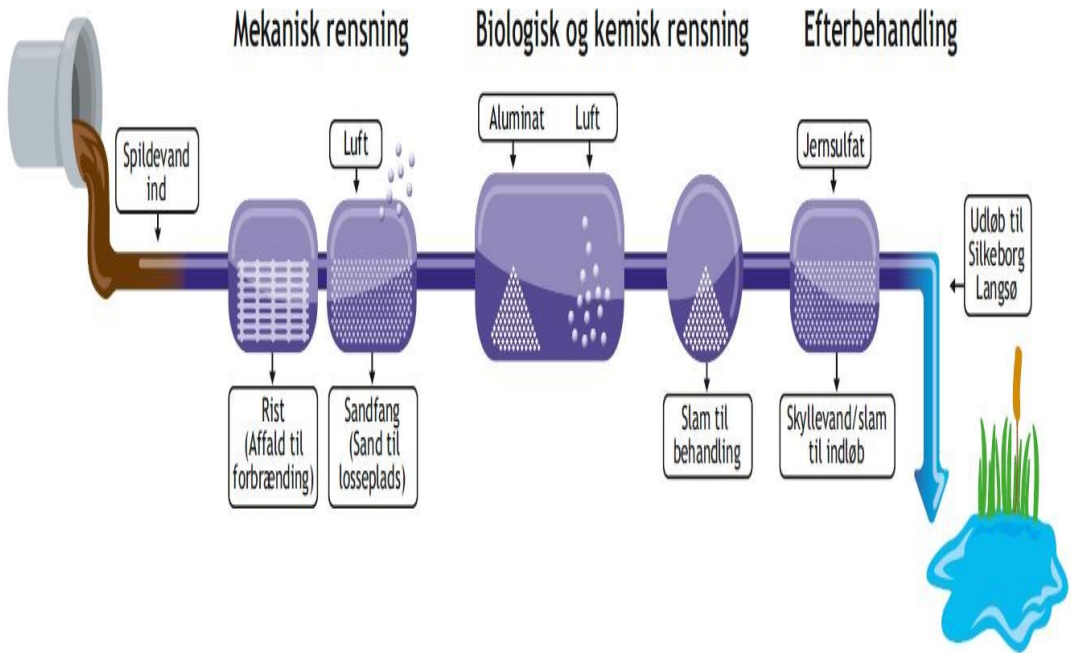 Mekanisk rensning
Biologisk og kemisk rensning
Efterbehandling
Spildevand
ind
Luft
Aluminat Luft
Jernsulfat
Udløb til
Silkeborg
Langsø
Rist
(Affald til
forbrænding)
Sandfang
(Sand til
losseplads)
Slam til
behandling
Skyllevand/slam
til indløb